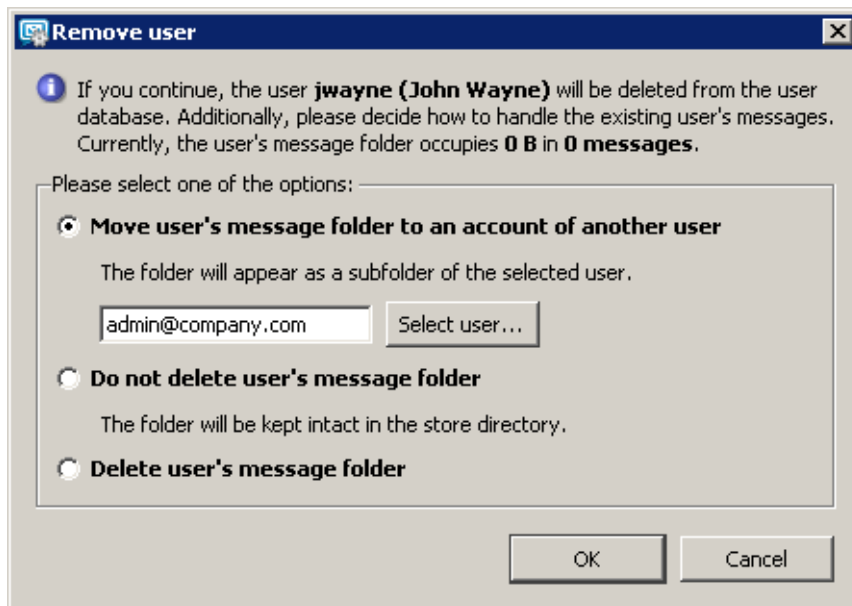 Remove user
If you continue, the user jwayne (John Wayne) will be deleted from the user
database. Additionally, please decide how to handle the existing user's messages.
Currently, the user's message folder occupies 0 B in 0 messages.
Please select one of the options:
Move user's message folder to an account of another user
The folder will appear as a subfolder of the selected user.
admin@company.com Select user...
Do not delete user's message folder
The folder will be kept intact in the store directory.
Delete user's message folder
OK Cancel